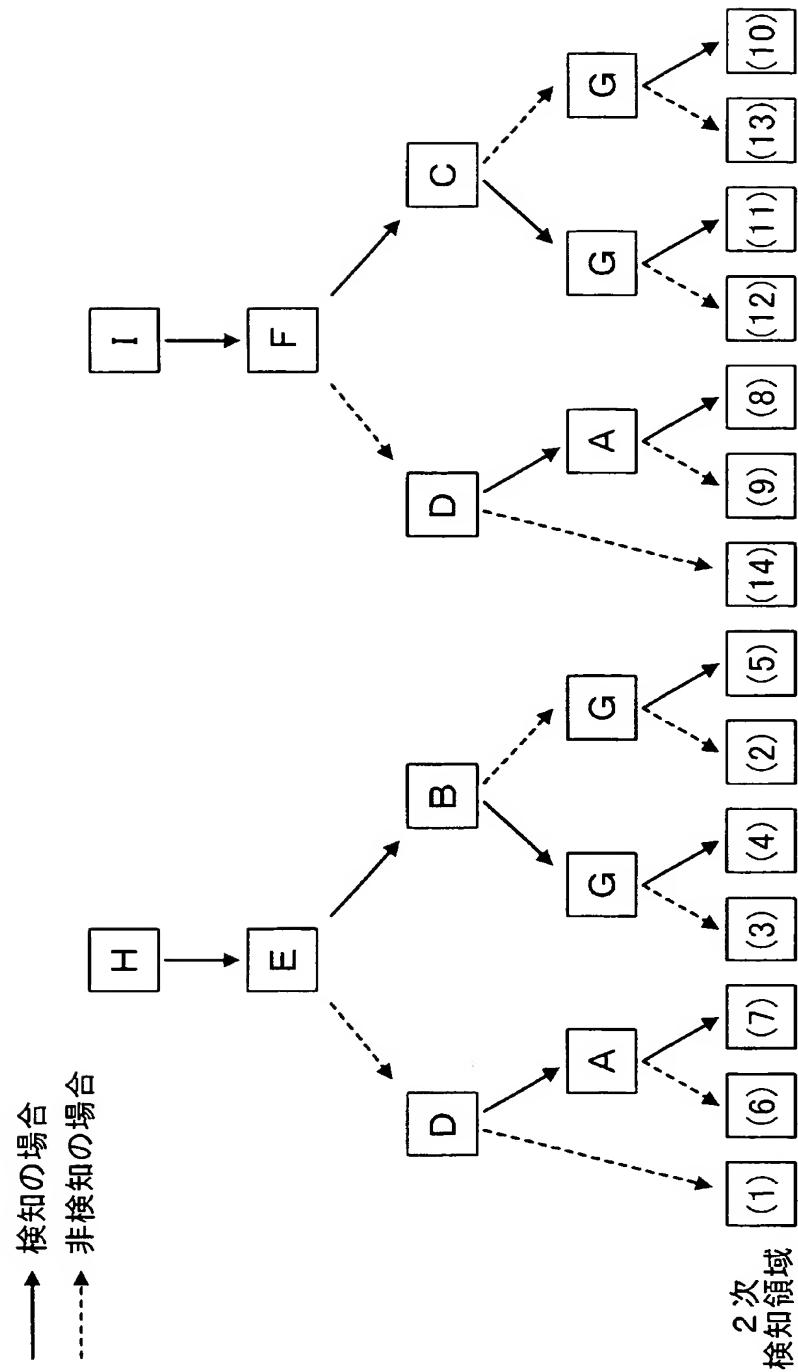 検知の場合
非検知の場合
H
I
E
F
D
B
D
C
A
G
G
A
G
G
(1)
(6)
(7)
(3)
(4)
(2)
(5)
(14)
(9)
(8)
(12)
(11)
(13)
(10)
2次
検知領域